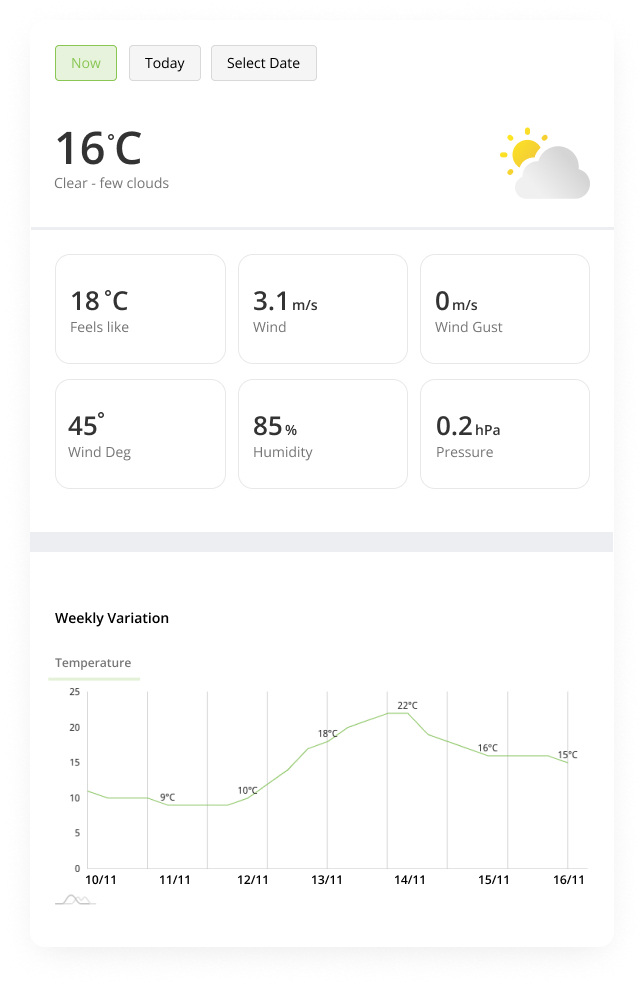 Now Today Select Date
16°C
Clear - few clouds
18 °C 3.1 m/s 0 m/s
Feels like Wind Wind Gust
45° 85 % 0.2 hPa
Wind Deg Humidity Pressure
Weekly Variation
Temperature
25
22°C
20
18°C
16°C
15
15°C
10°C
10
9°C
5
0
10/11 11/11 12/11 13/11 14/11 15/11 16/11